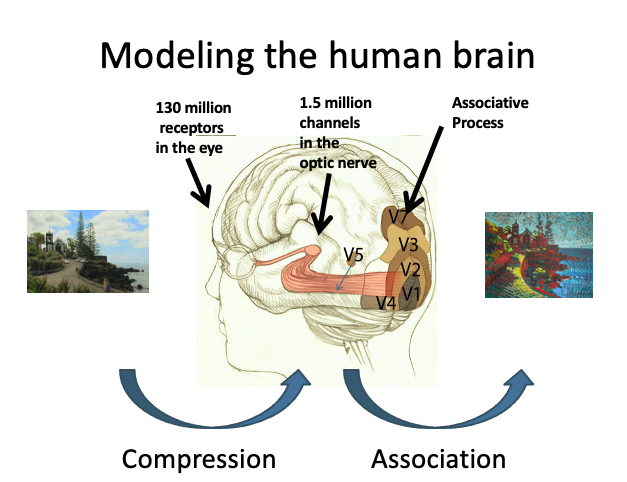 Modeling the human brain
130 million
receptors
in the eye
1.5 million
channels
in the
optic nerve
Associative
Process
V7
V3
V5
V2
V1
V4
Compression
Association